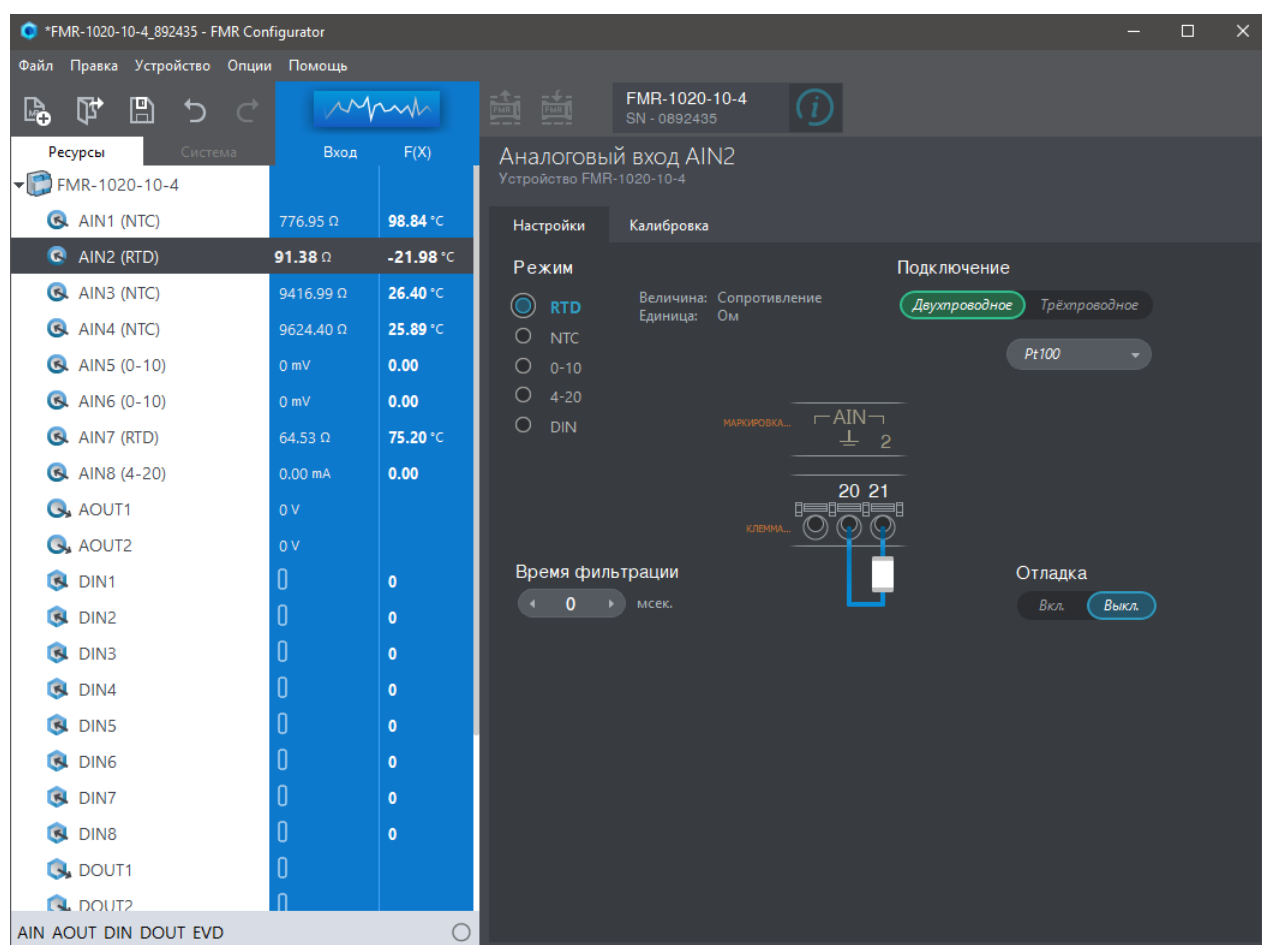 *FMR-1020-10-4_892435 - FMR Configurator
Файл Правка Устройство Опции Помощь
FMR-1020-10-4
SN - 0892435
Ресурсы Система Вход F(X)
Аналоговый вход AIN2
Устройство FMR-1020-10-4
Настройки Калибровка
FMR-1020-10-4
AIN1 (NTC) 776.95 Ω 98.84 °C
AIN2 (RTD) 91.38 Ω -21.98 °C
AIN3 (NTC) 9416.99 Ω 26.40 °C
AIN4 (NTC) 9624.40 Ω 25.89 °C
AIN5 (0-10) 0 mV 0.00
AIN6 (0-10) 0 mV 0.00
AIN7 (RTD) 64.53 Ω 75.20 °C
AIN8 (4-20) 0.00 mA 0.00
AOUT1 0 V
AOUT2 0 V
DIN1 0
DIN2 0
DIN3 0
DIN4 0
DIN5 0
DIN6 0
DIN7 0
DIN8 0
DOUT1
DOUT2
AIN AOUT DIN DOUT EVD
Режим
RTD
NTC
0-10
4-20
DIN
Величина: Сопротивление
Единица: Ом
Подключение
Двухпроводное Трёхпроводное
Pt100
МАРКИРОВКА... AIN
2
20 21
КЛЕММА...
Время фильтрации
0 мсек.
Отладка
Вкл. Выкл.